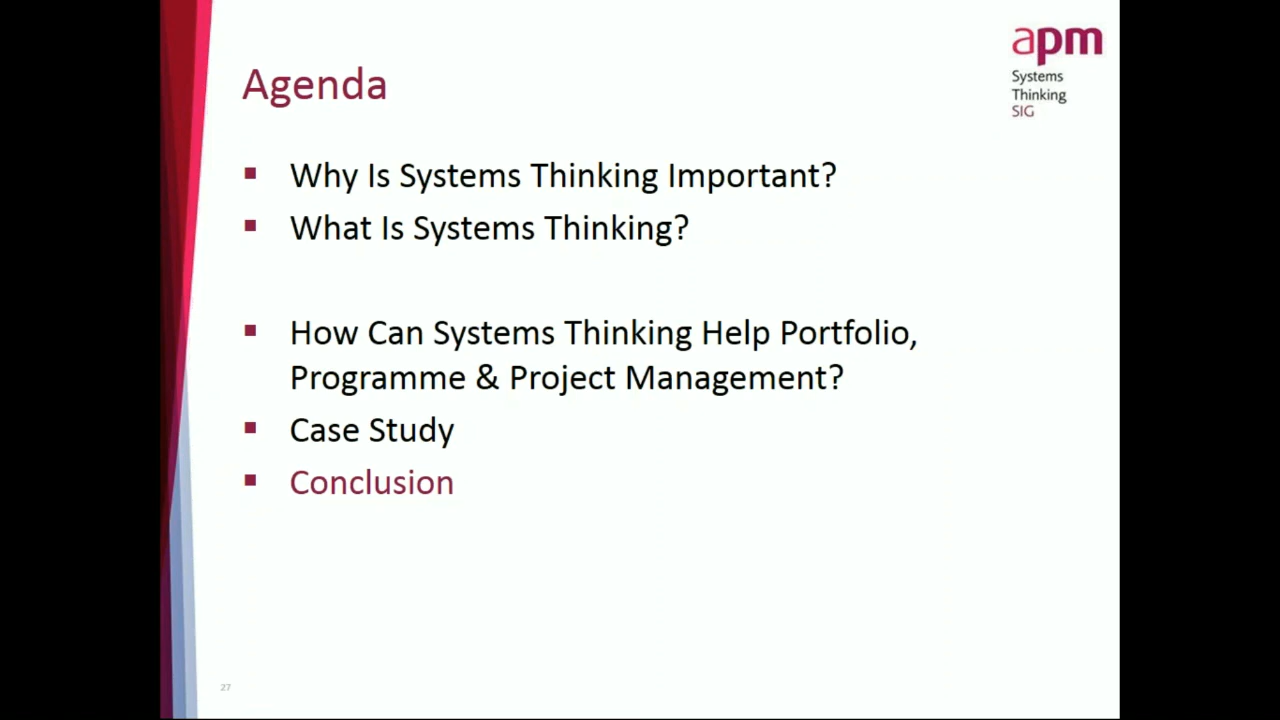 apm
Systems
Thinking
SIG
Agenda
Why Is Systems Thinking Important?
What Is Systems Thinking?
How Can Systems Thinking Help Portfolio,
Programme & Project Management?
Case Study
Conclusion
27